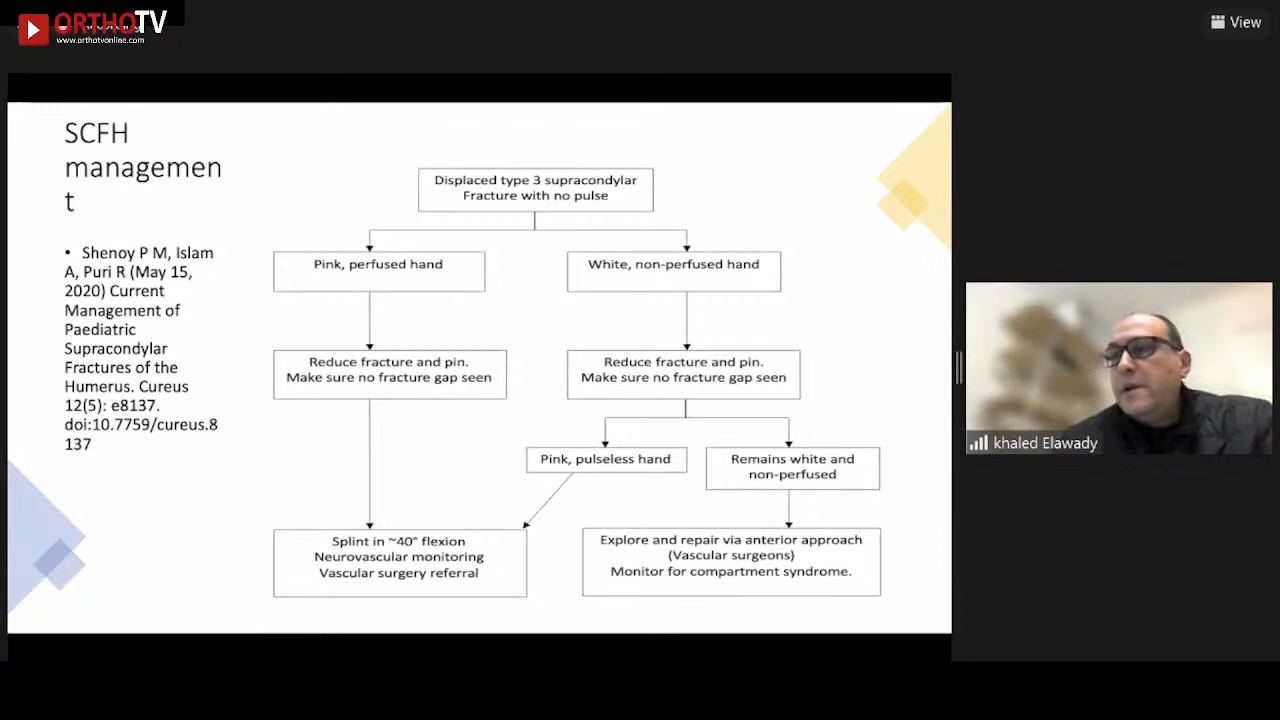 ORTHOTV
www.orthotvonline.com
View
SCFH
managemen
t
• Shenoy P M, Islam
A, Puri R (May 15,
2020) Current
Management of
Paediatric
Supracondylar
Fractures of the
Humerus. Cureus
12(5): e8137.
doi:10.7759/cureus.8
137
Displaced type 3 supracondylar
Fracture with no pulse
Pink, perfused hand
White, non-perfused hand
Reduce fracture and pin.
Make sure no fracture gap seen
Reduce fracture and pin.
Make sure no fracture gap seen
Pink, pulseless hand
Remains white and
non-perfused
Splint in ~40° flexion
Neurovascular monitoring
Vascular surgery referral
Explore and repair via anterior approach
(Vascular surgeons)
Monitor for compartment syndrome.
khaled Elawady